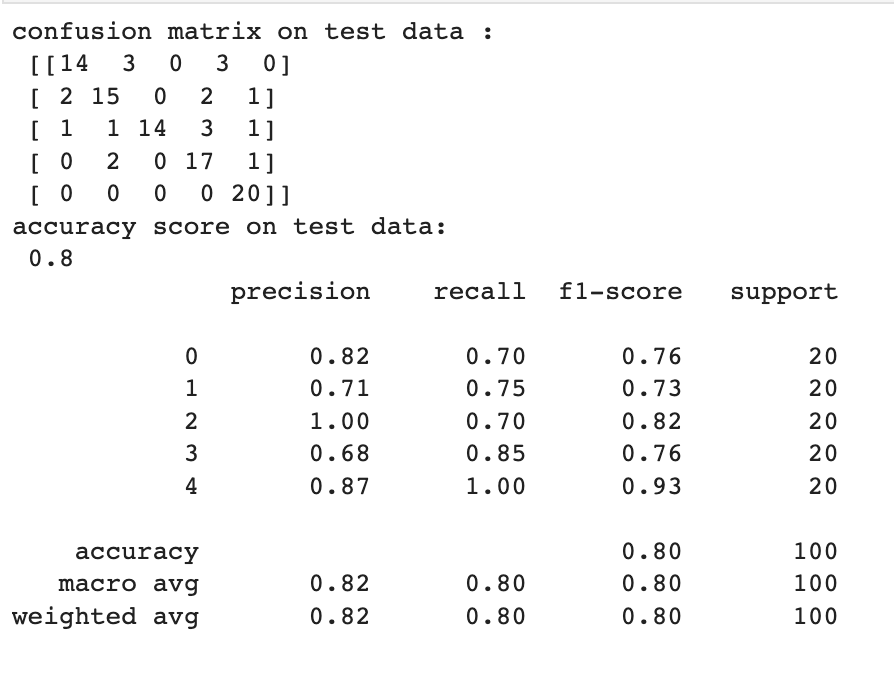 confusion matrix on test data :
[[14 3 0 3 0]
[ 2 15 0 2 1]
[ 1 1 14 3 1]
[ 0 2 0 17 1]
[ 0 0 0 0 20]]
accuracy score on test data:
0.8
precision recall f1-score support
0 0.82 0.70 0.76 20
1 0.71 0.75 0.73 20
2 1.00 0.70 0.82 20
3 0.68 0.85 0.76 20
4 0.87 1.00 0.93 20
accuracy 0.80 100
macro avg 0.82 0.80 0.80 100
weighted avg 0.82 0.80 0.80 100